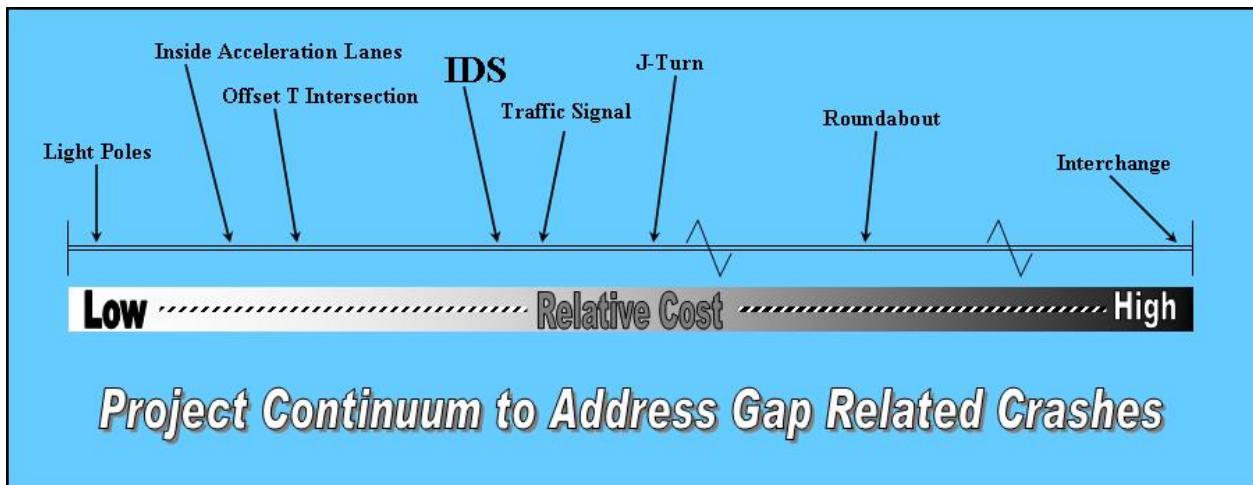 Inside Acceleration Lanes
IDS
J-Turn
Offset T Intersection
Traffic Signal
Roundabout
Light Poles
Interchange
Low
Relative Cost
High
Project Continuum to Address Gap Related Crashes